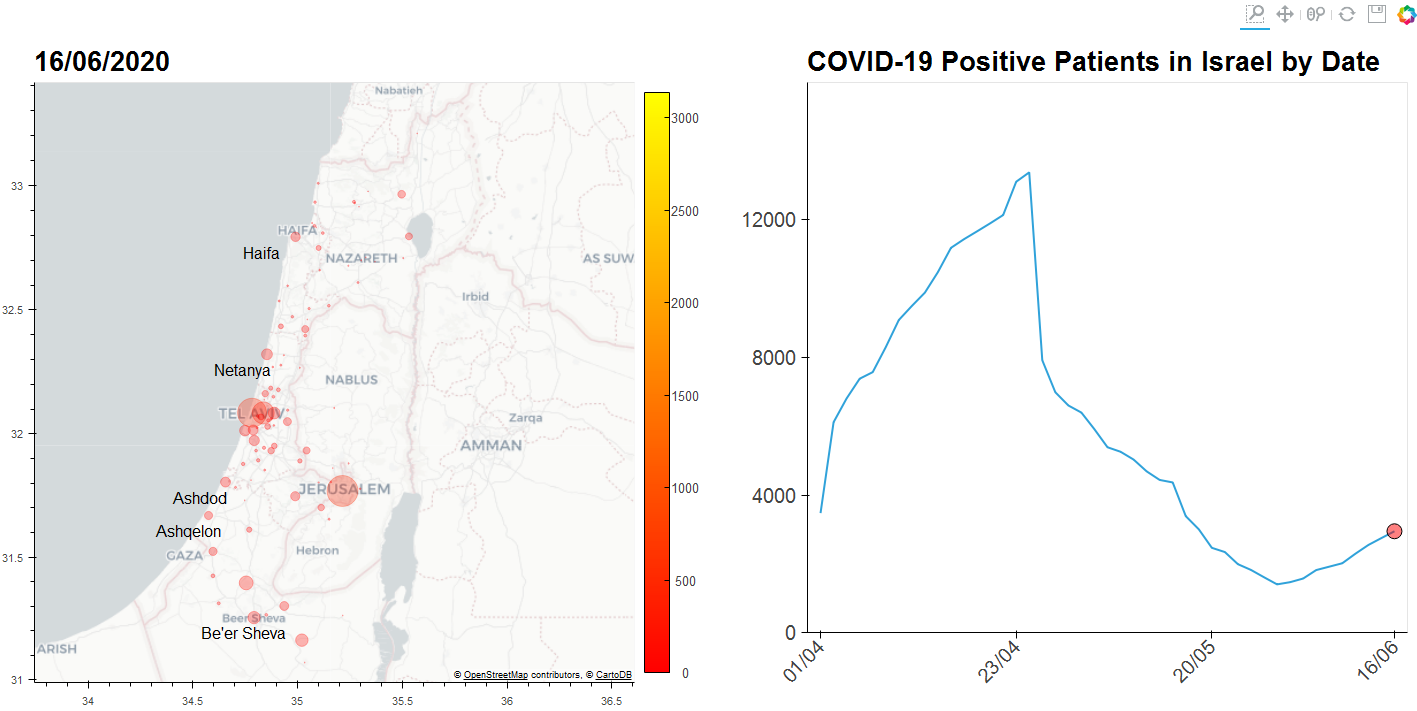 16/06/2020
COVID-19 Positive Patients in Israel by Date
Nabatieh
HAIFA
Haifa
NAZARETH
AS SUW
Irbid
Netanya
NABLUS
TEL AVIV
Zarqa
AMMAN
JERUSALEM
Ashdod
Ashqelon
GAZA
Hebron
Beer Sheva
Be'er Sheva
ARISH
© OpenStreetMap contributors, © CartoDB
33
32.5
32
31.5
31
34
34.5
35
35.5
36
36.5
3000
2500
2000
1500
1000
500
0
12000
8000
4000
0
01/04
23/04
20/05
16/06